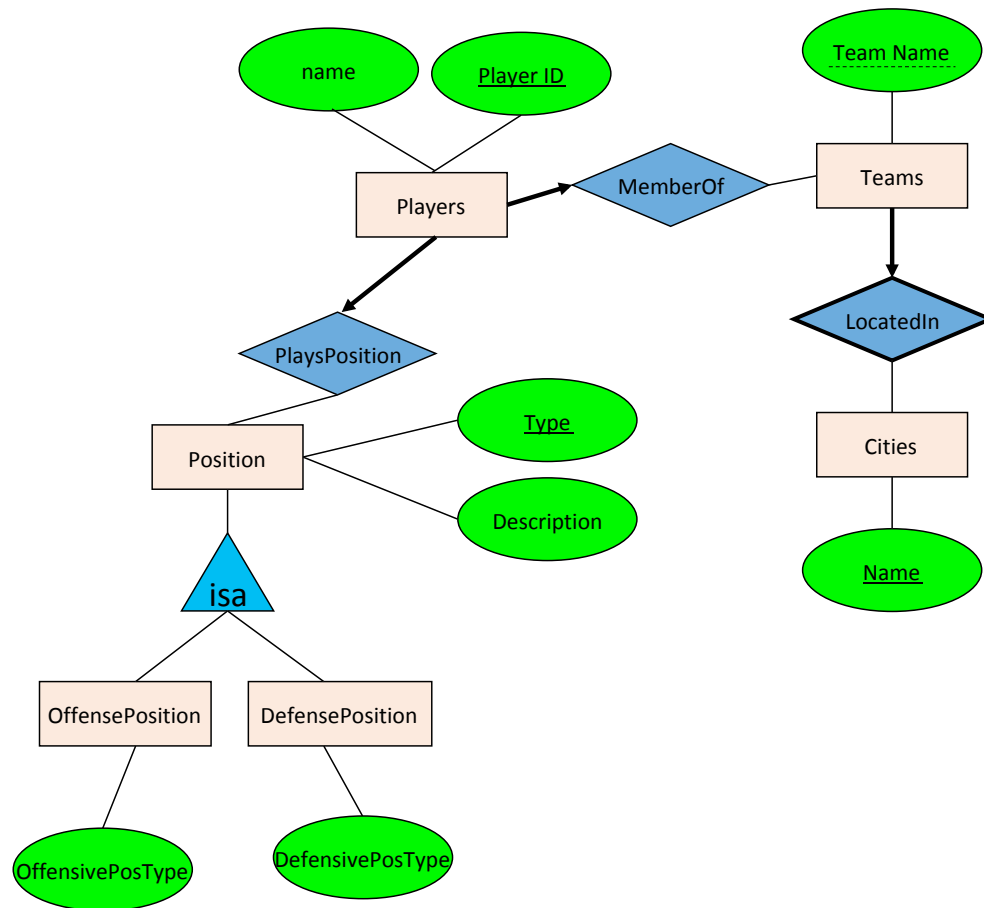 Team Name
name
Player ID
Players
MemberOf
Teams
PlaysPosition
LocatedIn
Type
Position
Cities
Description
Name
isa
OffensePosition
DefensePosition
OffensivePosType
DefensivePosType